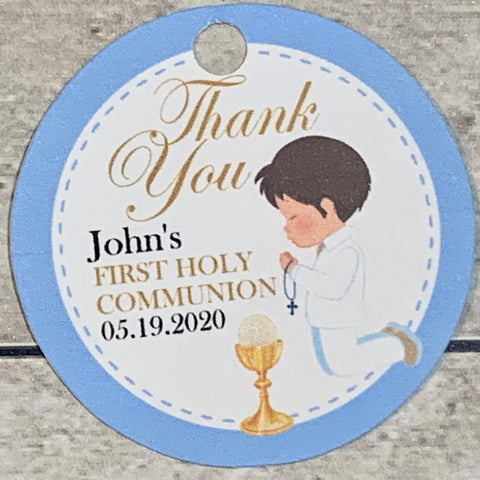 Thank
You
John's
FIRST HOLY
COMMUNION
05.19.2020